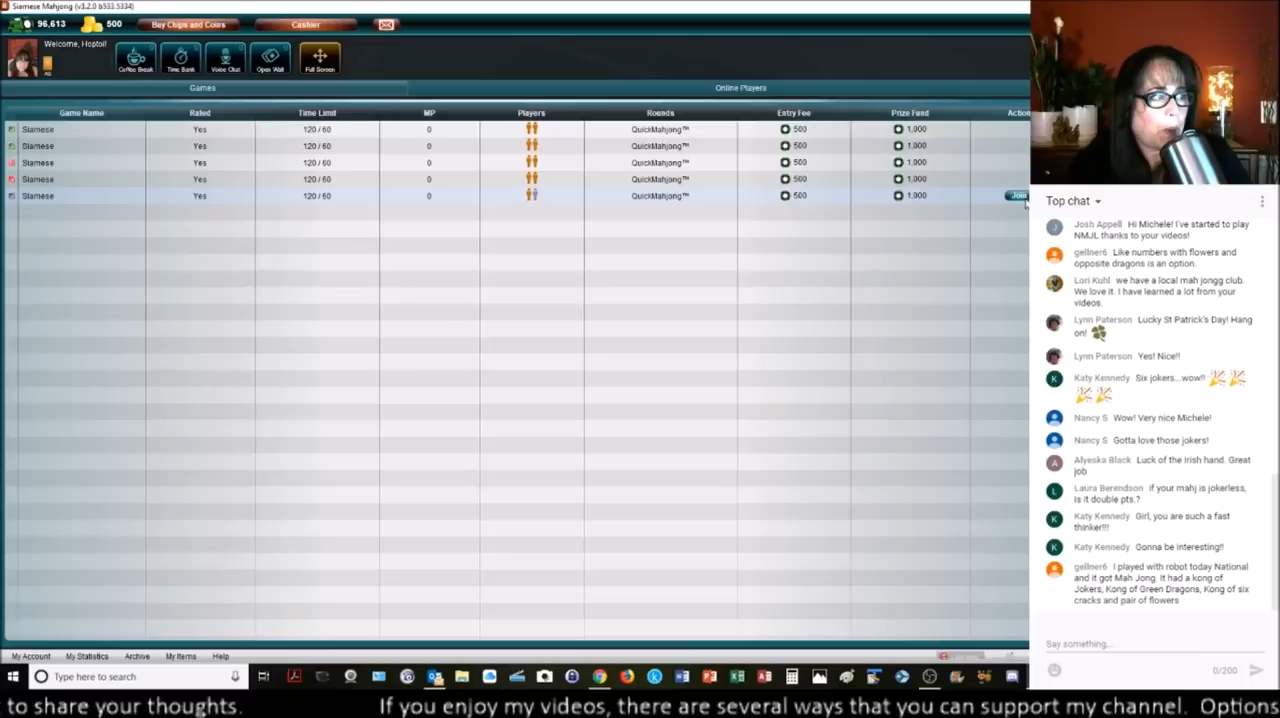 Siamese Mahjong (v3.2.0 b533.5334)
96,613 500 Buy Chips and Coins Cashier
Welcome, Hoptoi!
Coffee Break Time Bank Voice Chat Open Wall Full Screen
Games Online Players
Game Name Rated Time Limit MP Players Rounds Entry Fee Prize Fund Action
Siamese Yes 120 / 60 0 QuickMahjong™ 500 1,000
Siamese Yes 120 / 60 0 QuickMahjong™ 500 1,000
Siamese Yes 120 / 60 0 QuickMahjong™ 500 1,000
Siamese Yes 120 / 60 0 QuickMahjong™ 500 1,000
Siamese Yes 120 / 60 0 QuickMahjong™ 500 1,000 Join
My Account My Statistics Archive My Items Help
Type here to search
Top chat
Josh Appell Hi Michele! I've started to play
NMJL thanks to your videos!
gellner6 Like numbers with flowers and
opposite dragons is an option.
Lori Kuhl we have a local mah jongg club.
We love it. I have learned a lot from your
videos.
Lynn Paterson Lucky St Patrick's Day! Hang
on!
Lynn Paterson Yes! Nice!!
Katy Kennedy Six jokers...wow!!
Nancy S Wow! Very nice Michele!
Nancy S Gotta love those jokers!
Alyeska Black Luck of the Irish hand. Great
job
Laura Berendson if your mahj is jokerless,
is it double pts.?
Katy Kennedy Girl, you are such a fast
thinker!!!
Katy Kennedy Gonna be interesting!!
gellner6 I played with robot today National
and it got Mah Jong. It had a kong of
Jokers, Kong of Green Dragons, Kong of six
cracks and pair of flowers
Say something...
0/200
to share your thoughts. If you enjoy my videos, there are several ways that you can support my channel. Options